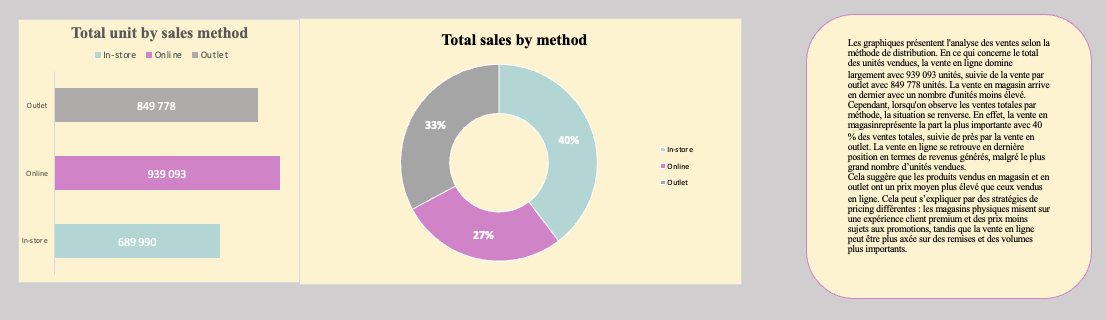 Total unit by sales method
In-store Online Outlet
Outlet
849 778
Online
939 093
In-store
689 990
Total sales by method
33%
40%
27%
In-store
Online
Outlet
Les graphiques présentent l'analyse des ventes selon la
méthode de distribution. En ce qui concerne le total
des unités vendues, la vente en ligne domine
largement avec 939 093 unités, suivie de la vente par
outlet avec 849 778 unités. La vente en magasin arrive
en dernier avec un nombre d'unités moins élevé.
Cependant, lorsqu'on observe les ventes totales par
méthode, la situation se renverse. En effet, la vente en
magasinreprésente la part la plus importante avec 40
% des ventes totales, suivie de près par la vente en
outlet. La vente en ligne se retrouve en dernière
position en termes de revenus générés, malgré le plus
grand nombre d’unités vendues.
Cela suggère que les produits vendus en magasin et en
outlet ont un prix moyen plus élevé que ceux vendus
en ligne. Cela peut s’expliquer par des stratégies de
pricing différentes : les magasins physiques misent sur
une expérience client premium et des prix moins
sujets aux promotions, tandis que la vente en ligne
peut être plus axée sur des remises et des volumes
plus importants.